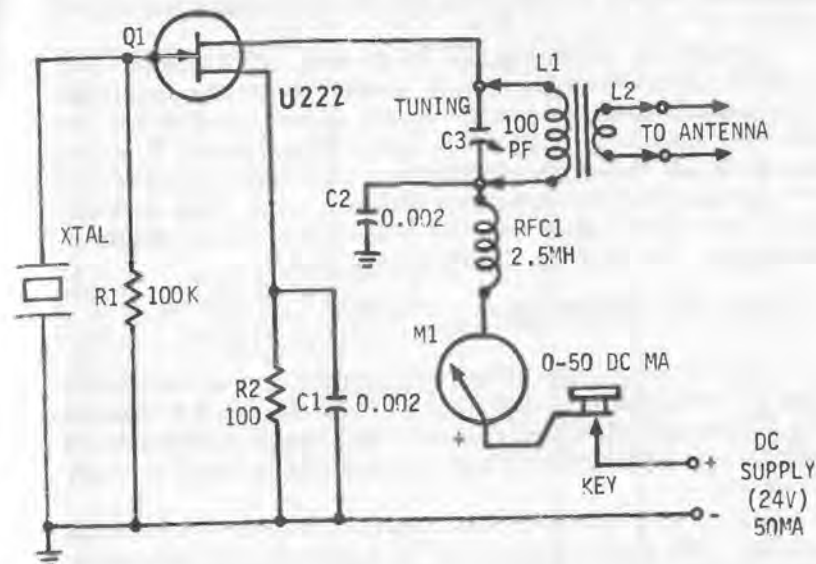 Q1
U222
L1
L2
TUNING
C3
100
PF
TO ANTENNA
C2
0.002
XTAL
RFC1
2.5MH
R1
100K
M1
0-50 DC MA
R2
100
C1
0.002
+
KEY
+
DC
SUPPLY
(24V)
50MA
-